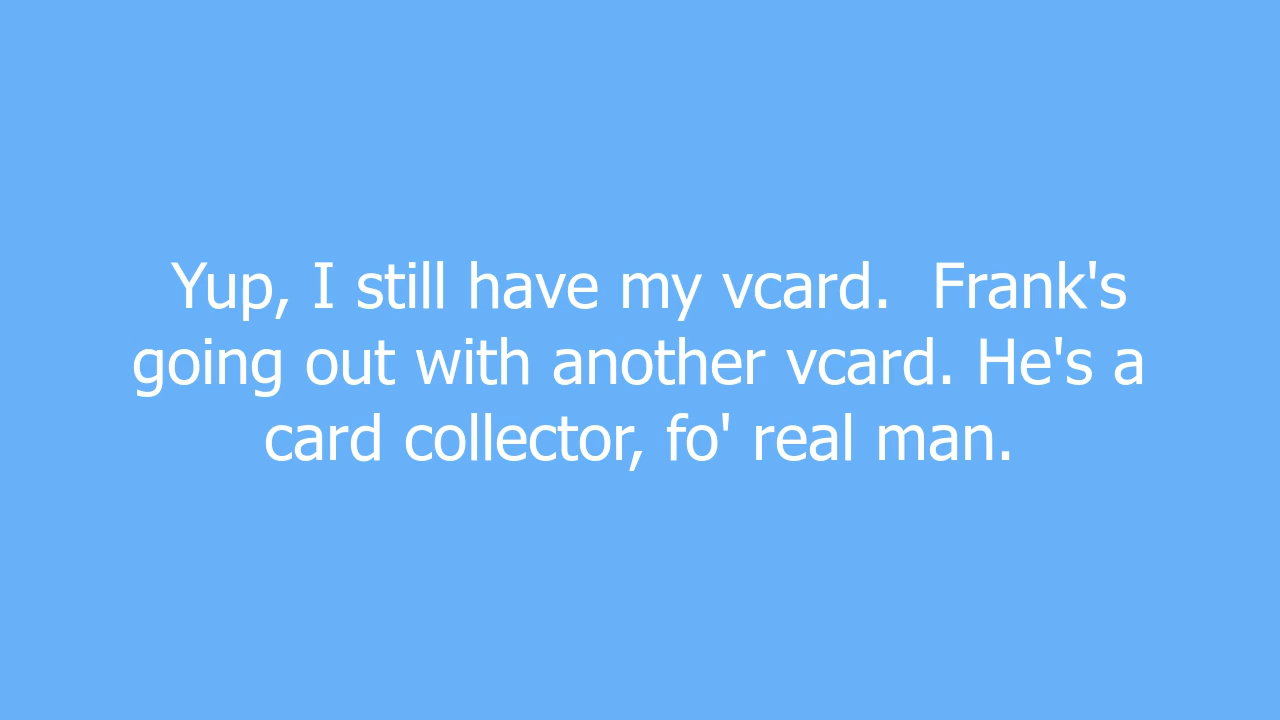 Yup, I still have my vcard.  Frank's
going out with another vcard. He's a
card collector, fo' real man.